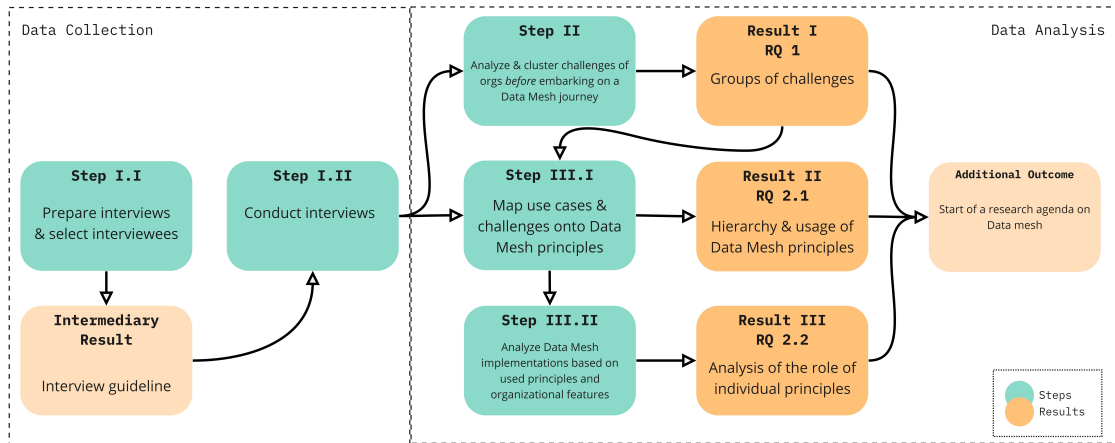 Data Collection
Data Analysis
Step I.I
Prepare interviews
& select interviewees
Intermediary
Result
Interview guideline
Step I.II
Conduct interviews
Step II
Analyze & cluster challenges of
orgs before embarking on a
Data Mesh journey
Result I
RQ 1
Groups of challenges
Step III.I
Map use cases &
challenges onto Data
Mesh principles
Result II
RQ 2.1
Hierarchy & usage of
Data Mesh principles
Step III.II
Analyze Data Mesh
implementations based on
used principles and
organizational features
Result III
RQ 2.2
Analysis of the role of
individual principles
Additional Outcome
Start of a research agenda on
Data mesh
Steps
Results